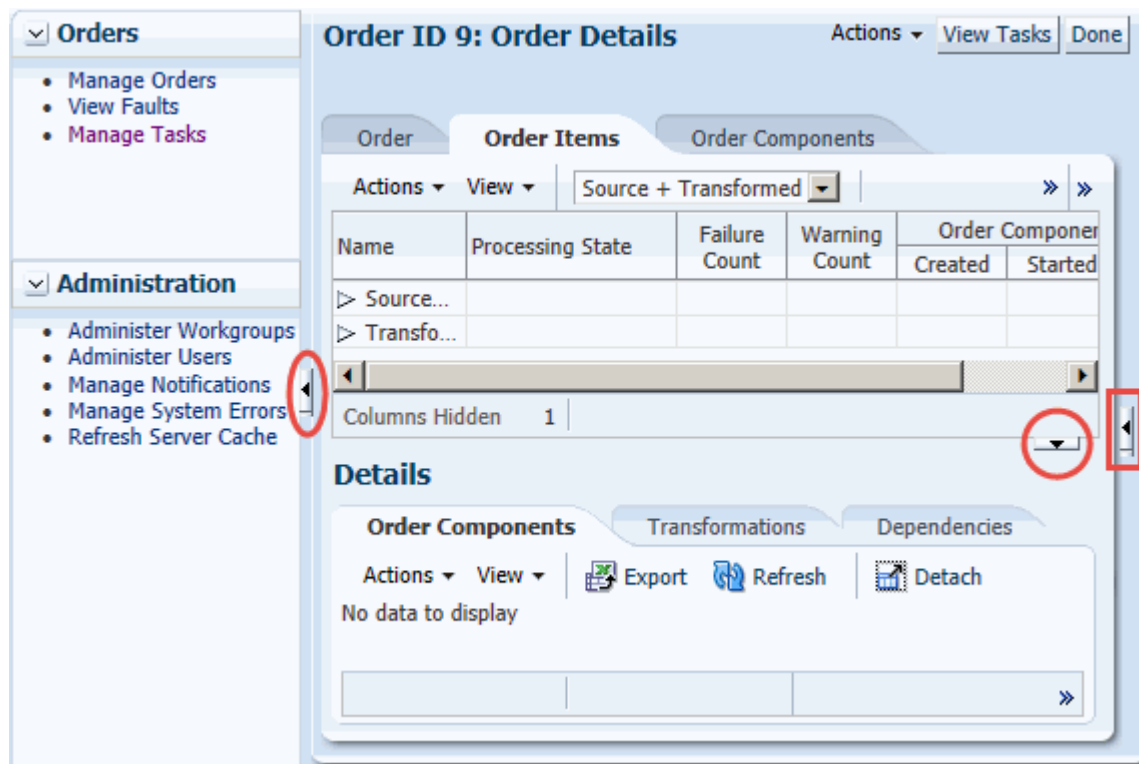 Orders
Manage Orders
View Faults
Manage Tasks
Administration
Administer Workgroups
Administer Users
Manage Notifications
Manage System Errors
Refresh Server Cache
Order ID 9: Order Details
Actions View Tasks Done
Order Order Items Order Components
Actions View Source + Transformed
Name Processing State Failure Count Warning Count Order Componen
Created Started
Source...
Transfo...
Columns Hidden 1
Details
Order Components Transformations Dependencies
Actions View Export Refresh Detach
No data to display